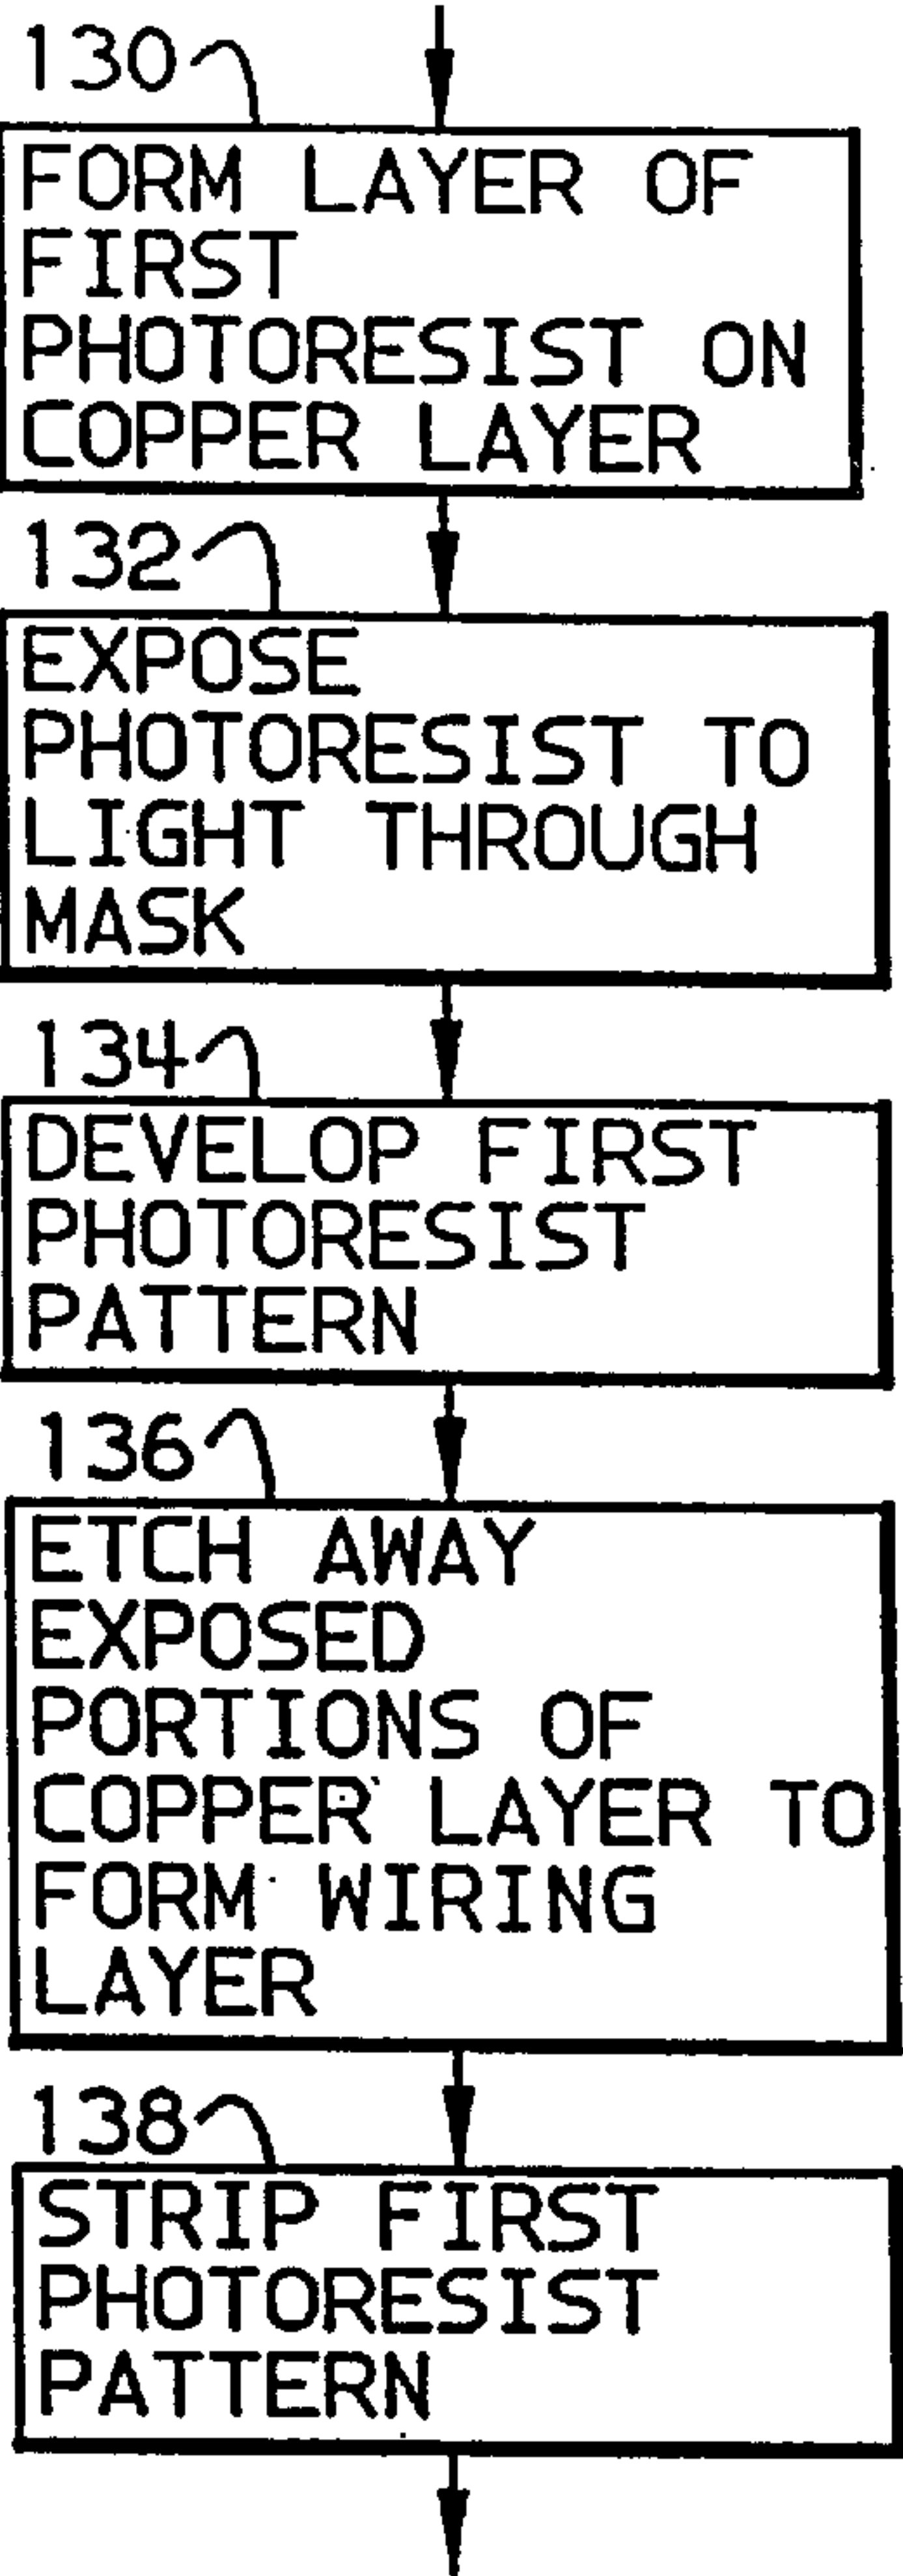 130
FORM LAYER OF
FIRST
PHOTORESIST ON
COPPER LAYER
132
EXPOSE
PHOTORESIST TO
LIGHT THROUGH
MASK
134
DEVELOP FIRST
PHOTORESIST
PATTERN
136
ETCH AWAY
EXPOSED
PORTIONS OF
COPPER LAYER TO
FORM WIRING
LAYER
138
STRIP FIRST
PHOTORESIST
PATTERN